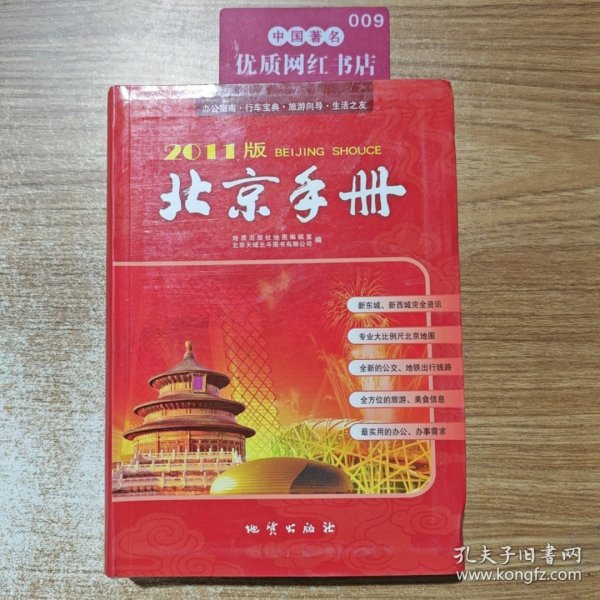 009
中国著名
优质网红书店
办公指南·行车宝典·旅游向导·生活之友
2011版 BEIJING SHOUCE
北京手册
地质出版社地图编辑室
北京天域北斗图书有限公司
编
新东城、新西城完全资讯
专业大比例尺北京地图
全新的公交、地铁出行线路
全方位的旅游、美食信息
最实用的办公、办事需求
地质出版社
孔夫子旧书网
www.kongfz.com